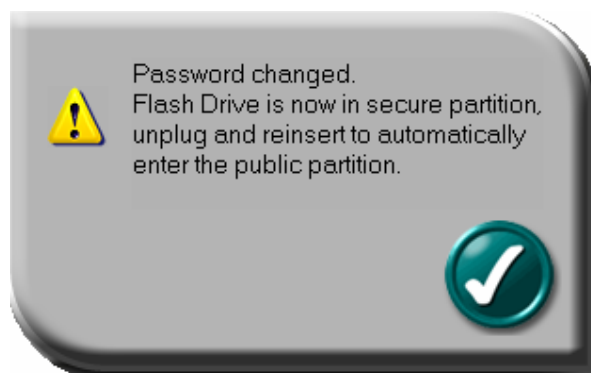 Password changed.
Flash Drive is now in secure partition,
unplug and reinsert to automatically
enter the public partition.